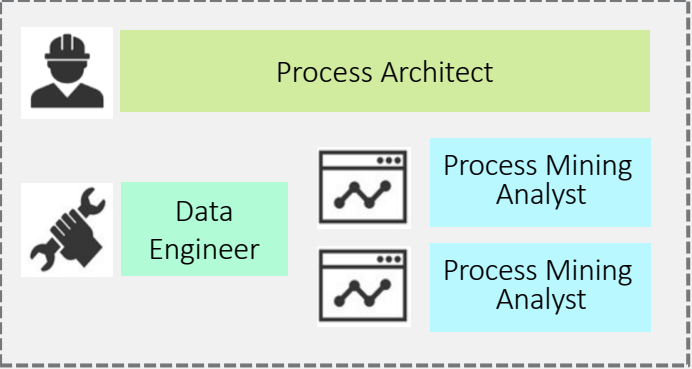 Process Architect
Data
Engineer
Process Mining
Analyst
Process Mining
Analyst